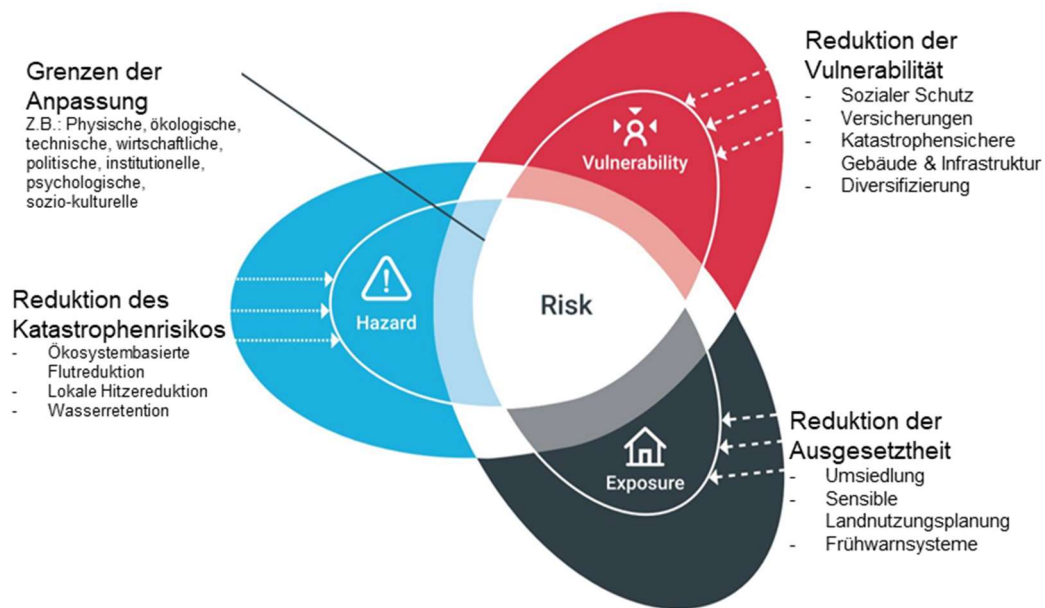 Grenzen der
Anpassung
Z.B.: Physische, ökologische,
technische, wirtschaftliche,
politische, institutionelle,
psychologische,
sozio-kulturelle
Reduktion der
Vulnerabilität
- Sozialer Schutz
- Versicherungen
- Katastrophensichere
Gebäude & Infrastruktur
- Diversifizierung
Vulnerability
Reduktion des
Katastrophenrisikos
- Ökosystembasierte
Flutreduktion
- Lokale Hitzereduktion
- Wasserretention
Hazard
Risk
Exposure
Reduktion der
Ausgesetztheit
- Umsiedlung
- Sensible
Landnutzungsplanung
- Frühwarnsysteme